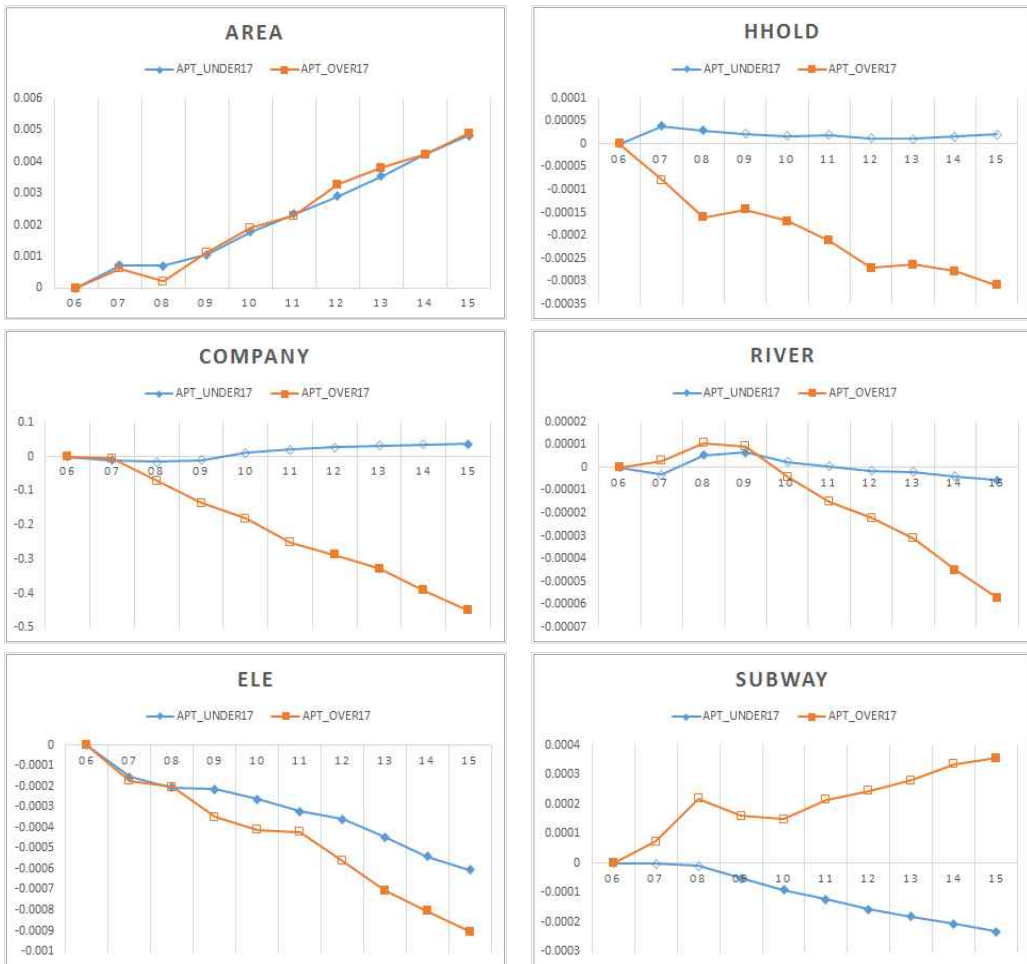 AREA
APT_UNDER17 APT_OVER17
0.006
0.005
0.004
0.003
0.002
0.001
0
06 07 08 09 10 11 12 13 14 15
HHOLD
APT_UNDER17 APT_OVER17
0.0001
0.00005
0
-0.00005
-0.0001
-0.00015
-0.0002
-0.00025
-0.0003
-0.00035
06 07 08 09 10 11 12 13 14 15
COMPANY
APT_UNDER17 APT_OVER17
0.1
0
-0.1
-0.2
-0.3
-0.4
-0.5
06 07 08 09 10 11 12 13 14 15
RIVER
APT_UNDER17 APT_OVER17
0.00002
0.00001
0
-0.00001
-0.00002
-0.00003
-0.00004
-0.00005
-0.00006
-0.00007
06 07 08 09 10 11 12 13 14 15
ELE
APT_UNDER17 APT_OVER17
0
-0.0001
-0.0002
-0.0003
-0.0004
-0.0005
-0.0006
-0.0007
-0.0008
-0.0009
-0.001
06 07 08 09 10 11 12 13 14 15
SUBWAY
APT_UNDER17 APT_OVER17
0.0004
0.0003
0.0002
0.0001
0
-0.0001
-0.0002
-0.0003
06 07 08 09 10 11 12 13 14 15